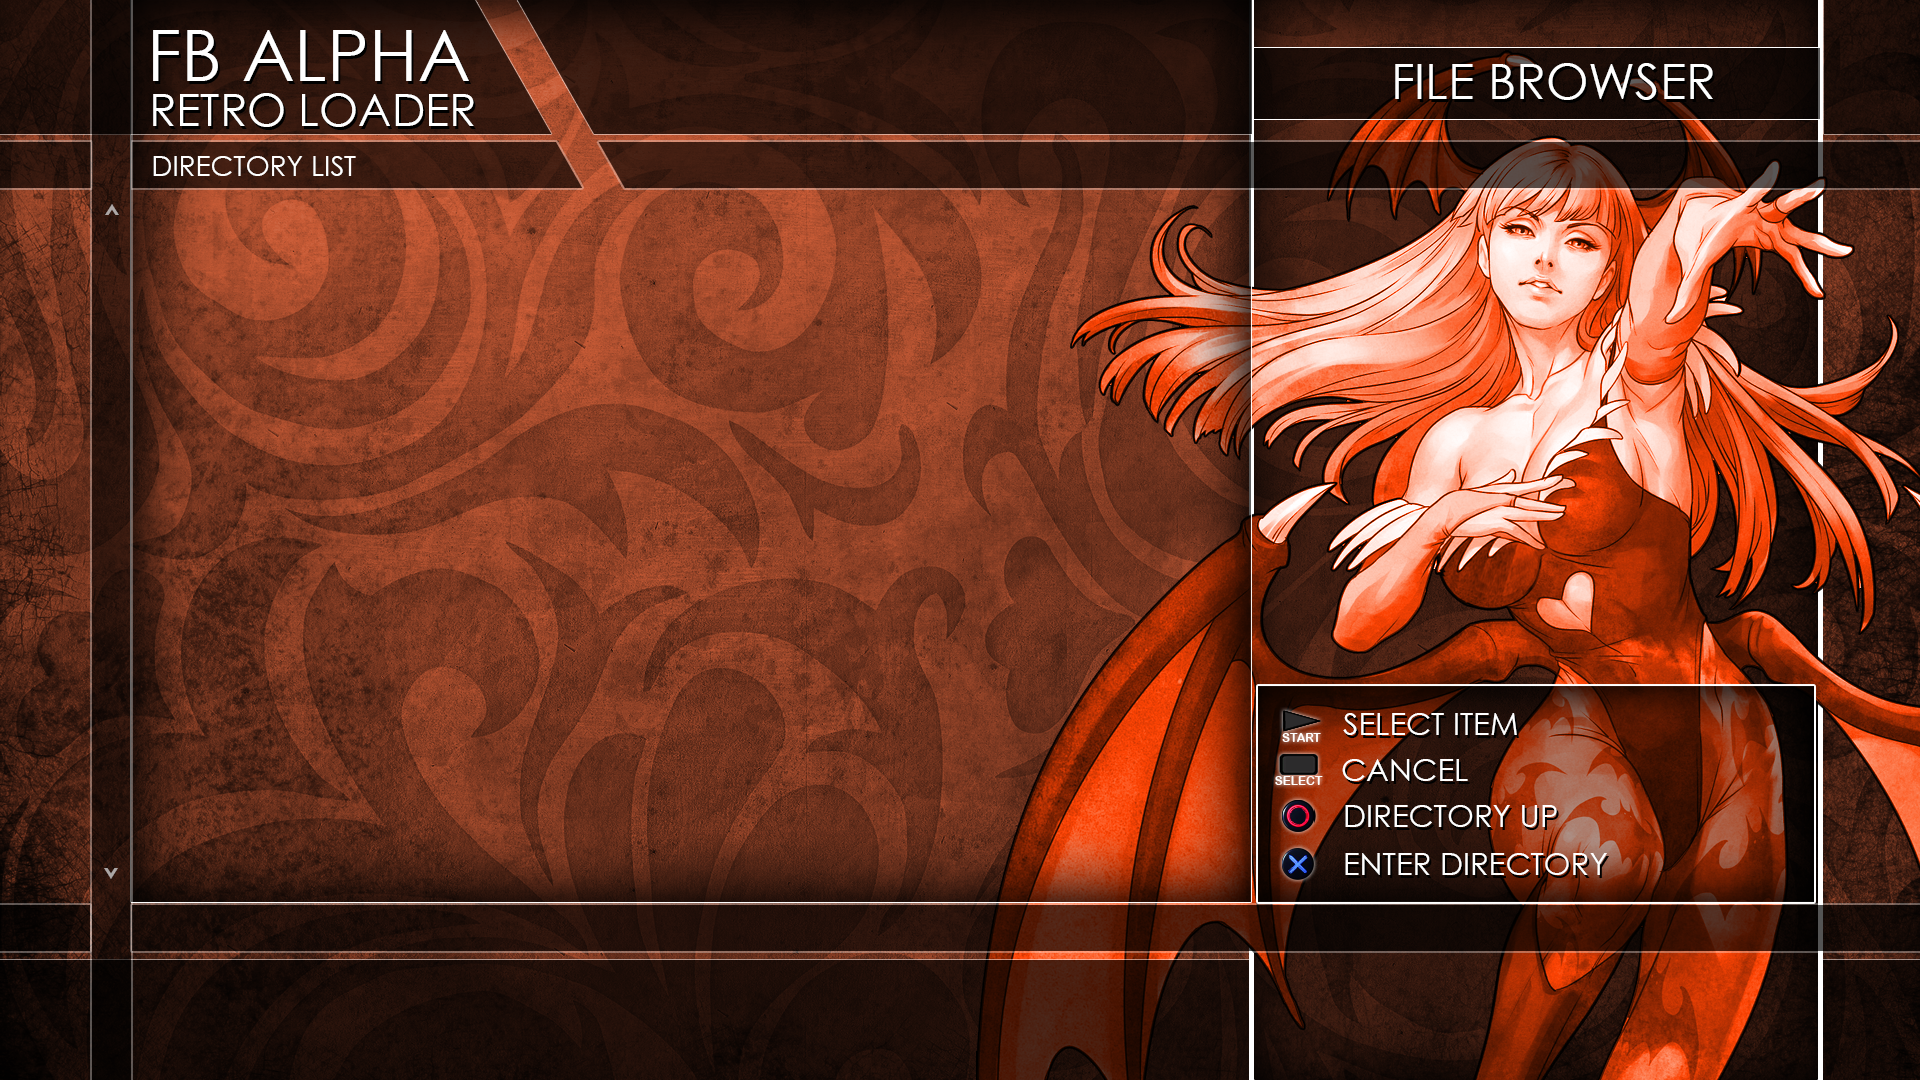 FB ALPHA
RETRO LOADER
DIRECTORY LIST
FILE BROWSER
START SELECT ITEM
SELECT CANCEL
DIRECTORY UP
ENTER DIRECTORY